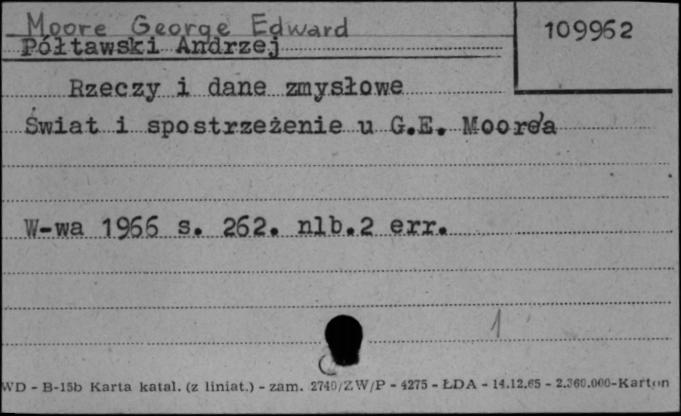 Moore George Edward
109962
Półtawski Andrzej
Rzeczy i dane zmysłowe
Świat i spostrzeżenie u G.E. Moore'a
W-wa 1966 s. 262. nlb.2 err.
1
WD - B-15b Karta katal. (z liniat.) - zam. 2740/ZW/P - 4275 - ŁDA - 14.12.65 - 2.360.000-Karton